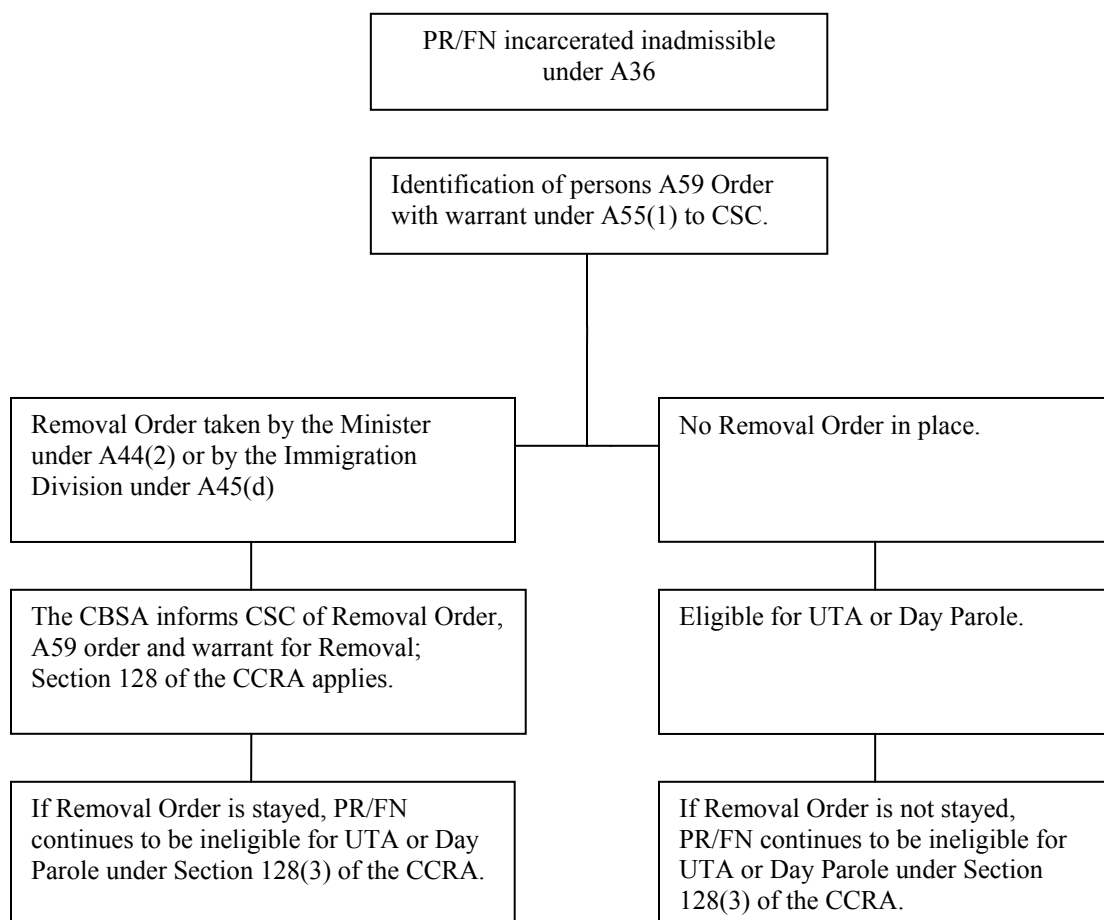 PR/FN incarcerated inadmissible
under A36
Identification of persons A59 Order
with warrant under A55(1) to CSC.
Removal Order taken by the Minister
under A44(2) or by the Immigration
Division under A45(d)
No Removal Order in place.
The CBSA informs CSC of Removal Order,
A59 order and warrant for Removal;
Section 128 of the CCRA applies.
Eligible for UTA or Day Parole.
If Removal Order is stayed, PR/FN
continues to be ineligible for UTA or Day
Parole under Section 128(3) of the CCRA.
If Removal Order is not stayed,
PR/FN continues to be ineligible for
UTA or Day Parole under Section
128(3) of the CCRA.